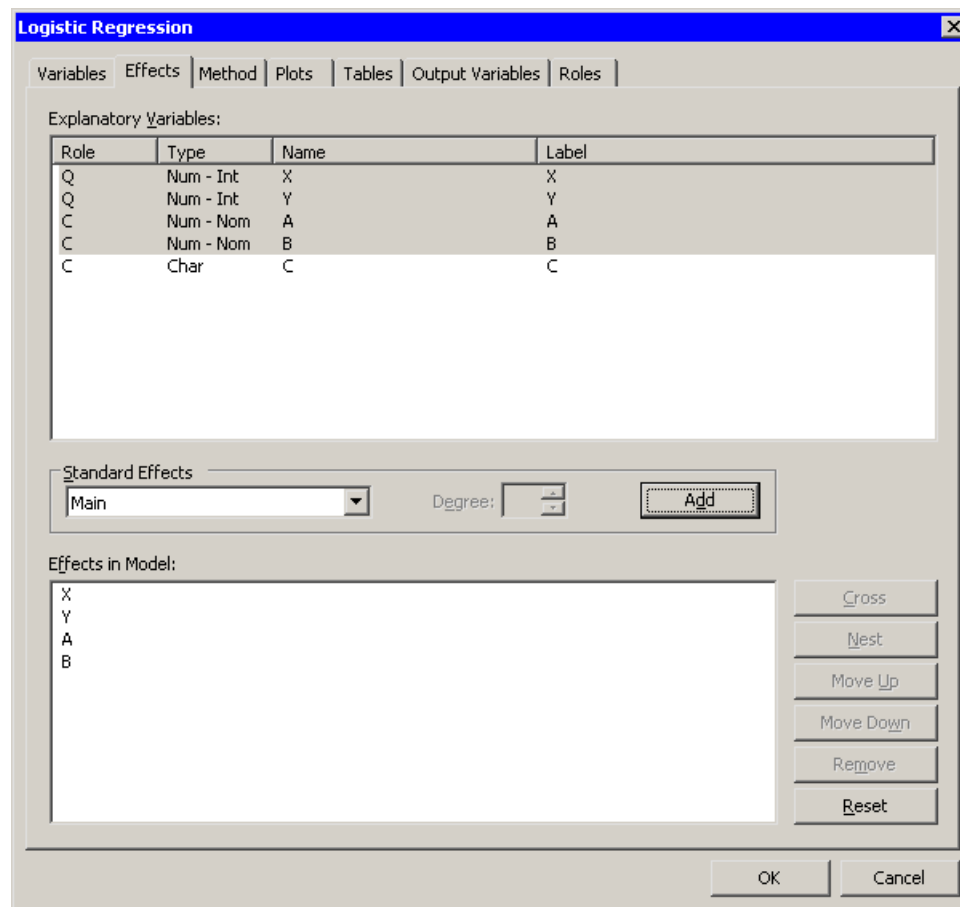 Logistic Regression
Variables Effects Method Plots Tables Output Variables Roles
Explanatory Variables:
Role Type Name Label
Q Num - Int X X
Q Num - Int Y Y
C Num - Nom A A
C Num - Nom B B
C Char C C
Standard Effects
Main Degree: Add
Effects in Model:
X
Y
A
B
Cross
Nest
Move Up
Move Down
Remove
Reset
OK Cancel